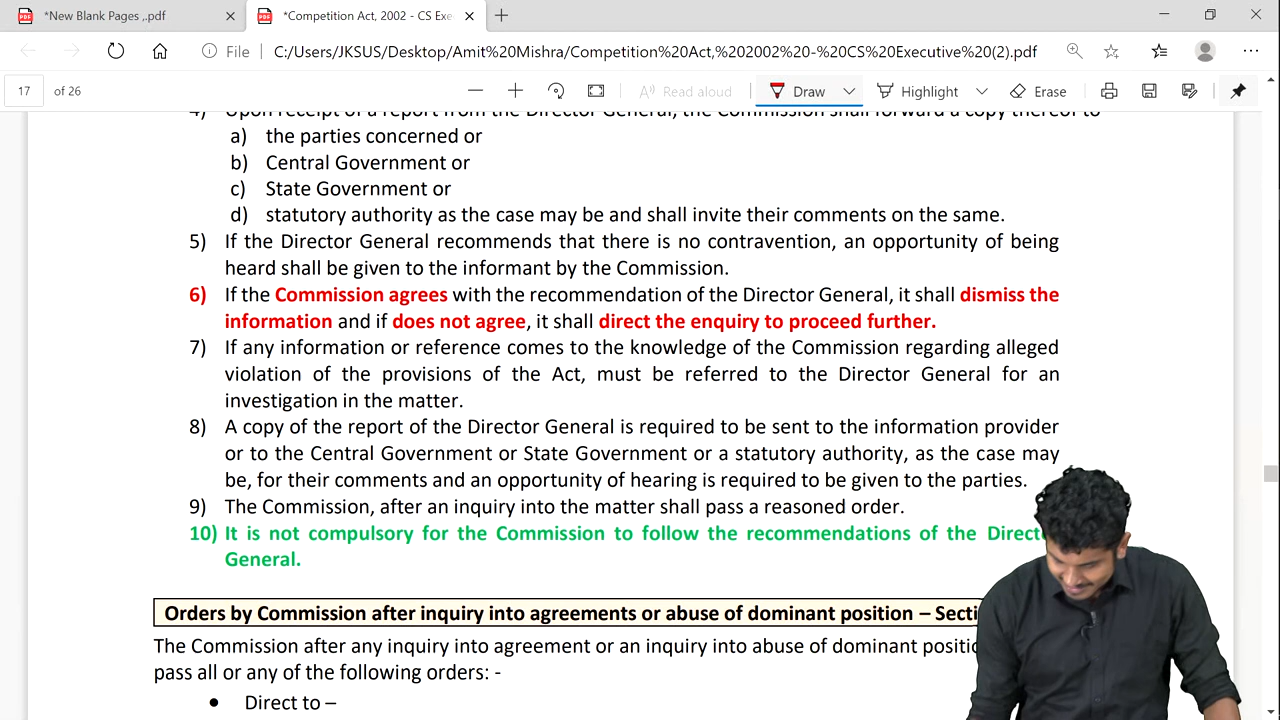 *New Blank Pages ,.pdf
*Competition Act, 2002 - CS Exe
File
C:/Users/JKSUS/Desktop/Amit%20Mishra/Competition%20Act,%202002%20-%20CS%20Executive%20(2).pdf
17 of 26
Read aloud
Draw
Highlight
Erase
4) Upon receipt of a report from the Director General, the Commission shall forward a copy thereof to
a) the parties concerned or
b) Central Government or
c) State Government or
d) statutory authority as the case may be and shall invite their comments on the same.
5) If the Director General recommends that there is no contravention, an opportunity of being
heard shall be given to the informant by the Commission.
6) If the Commission agrees with the recommendation of the Director General, it shall dismiss the
information and if does not agree, it shall direct the enquiry to proceed further.
7) If any information or reference comes to the knowledge of the Commission regarding alleged
violation of the provisions of the Act, must be referred to the Director General for an
investigation in the matter.
8) A copy of the report of the Director General is required to be sent to the information provider
or to the Central Government or State Government or a statutory authority, as the case may
be, for their comments and an opportunity of hearing is required to be given to the parties.
9) The Commission, after an inquiry into the matter shall pass a reasoned order.
10) It is not compulsory for the Commission to follow the recommendations of the Direct
General.
Orders by Commission after inquiry into agreements or abuse of dominant position – Secti
The Commission after any inquiry into agreement or an inquiry into abuse of dominant positic
pass all or any of the following orders: -
• Direct to –